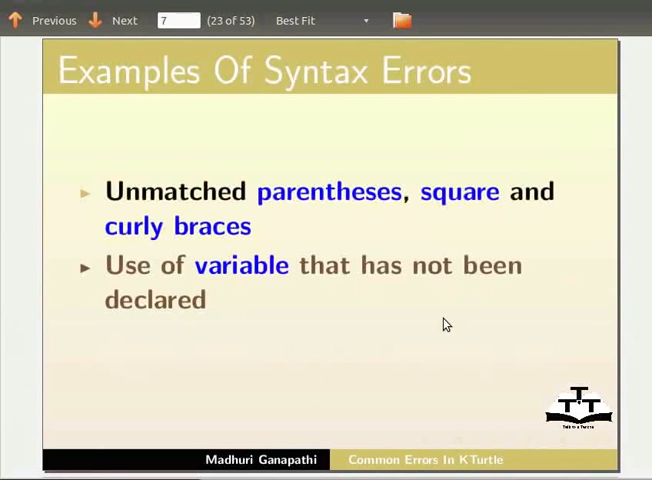 Previous Next 7 (23 of 53) Best Fit
Examples Of Syntax Errors
Unmatched parentheses, square and
curly braces
Use of variable that has not been
declared
T T T
Madhuri Ganapathi Common Errors In KTurtle